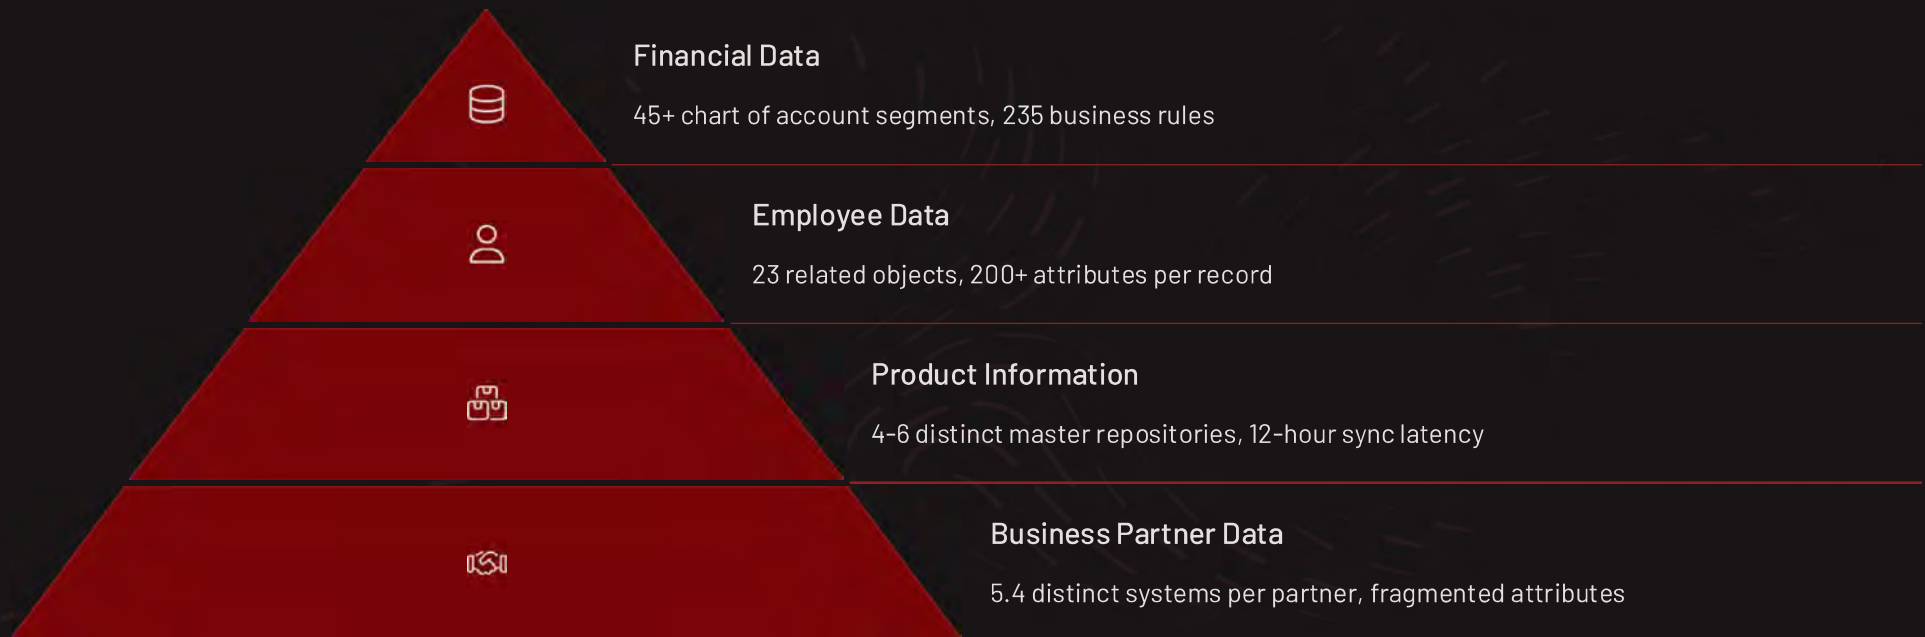 Financial Data
45+ chart of account segments, 235 business rules
Employee Data
23 related objects, 200+ attributes per record
Product Information
4-6 distinct master repositories, 12-hour sync latency
Business Partner Data
5.4 distinct systems per partner, fragmented attributes